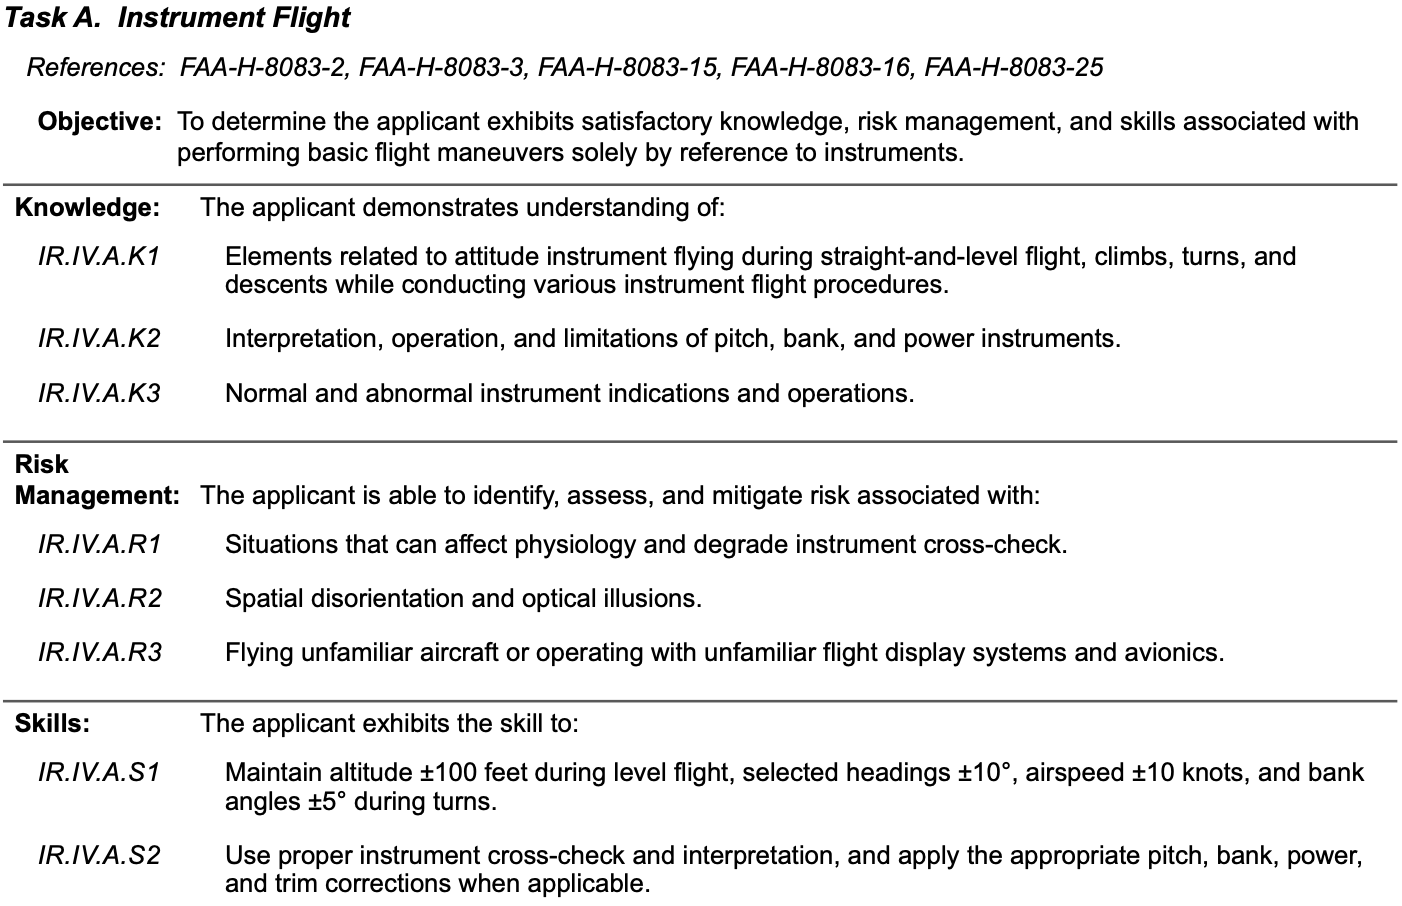 Task A. Instrument Flight
References: FAA-H-8083-2, FAA-H-8083-3, FAA-H-8083-15, FAA-H-8083-16, FAA-H-8083-25
Objective: To determine the applicant exhibits satisfactory knowledge, risk management, and skills associated with
performing basic flight maneuvers solely by reference to instruments.
Knowledge: The applicant demonstrates understanding of:
IR.IV.A.K1 Elements related to attitude instrument flying during straight-and-level flight, climbs, turns, and
descents while conducting various instrument flight procedures.
IR.IV.A.K2 Interpretation, operation, and limitations of pitch, bank, and power instruments.
IR.IV.A.K3 Normal and abnormal instrument indications and operations.
Risk
Management: The applicant is able to identify, assess, and mitigate risk associated with:
IR.IV.A.R1 Situations that can affect physiology and degrade instrument cross-check.
IR.IV.A.R2 Spatial disorientation and optical illusions.
IR.IV.A.R3 Flying unfamiliar aircraft or operating with unfamiliar flight display systems and avionics.
Skills: The applicant exhibits the skill to:
IR.IV.A.S1 Maintain altitude ±100 feet during level flight, selected headings ±10°, airspeed ±10 knots, and bank
angles ±5° during turns.
IR.IV.A.S2 Use proper instrument cross-check and interpretation, and apply the appropriate pitch, bank, power,
and trim corrections when applicable.